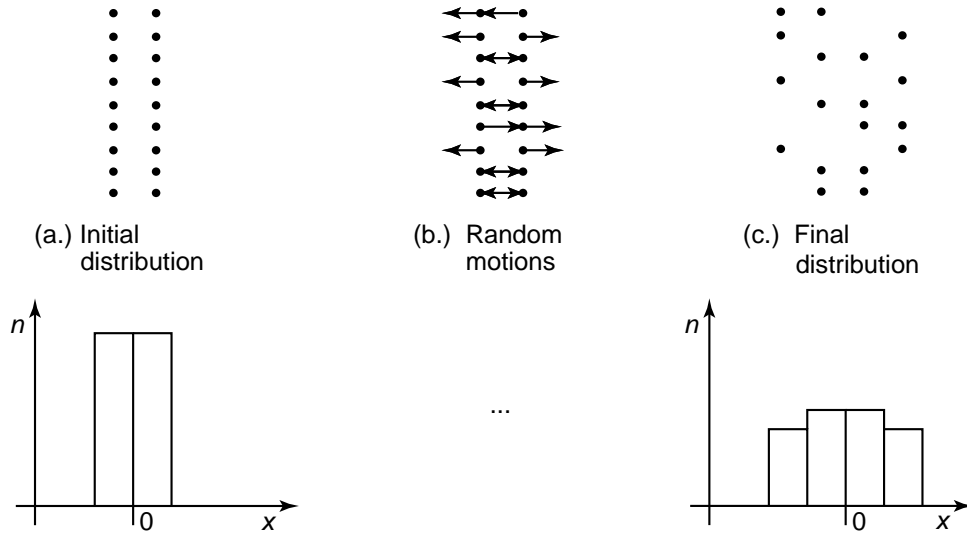 (a.) Initial
distribution
(b.) Random
motions
(c.) Final
distribution
n
0
x
...
n
0
x